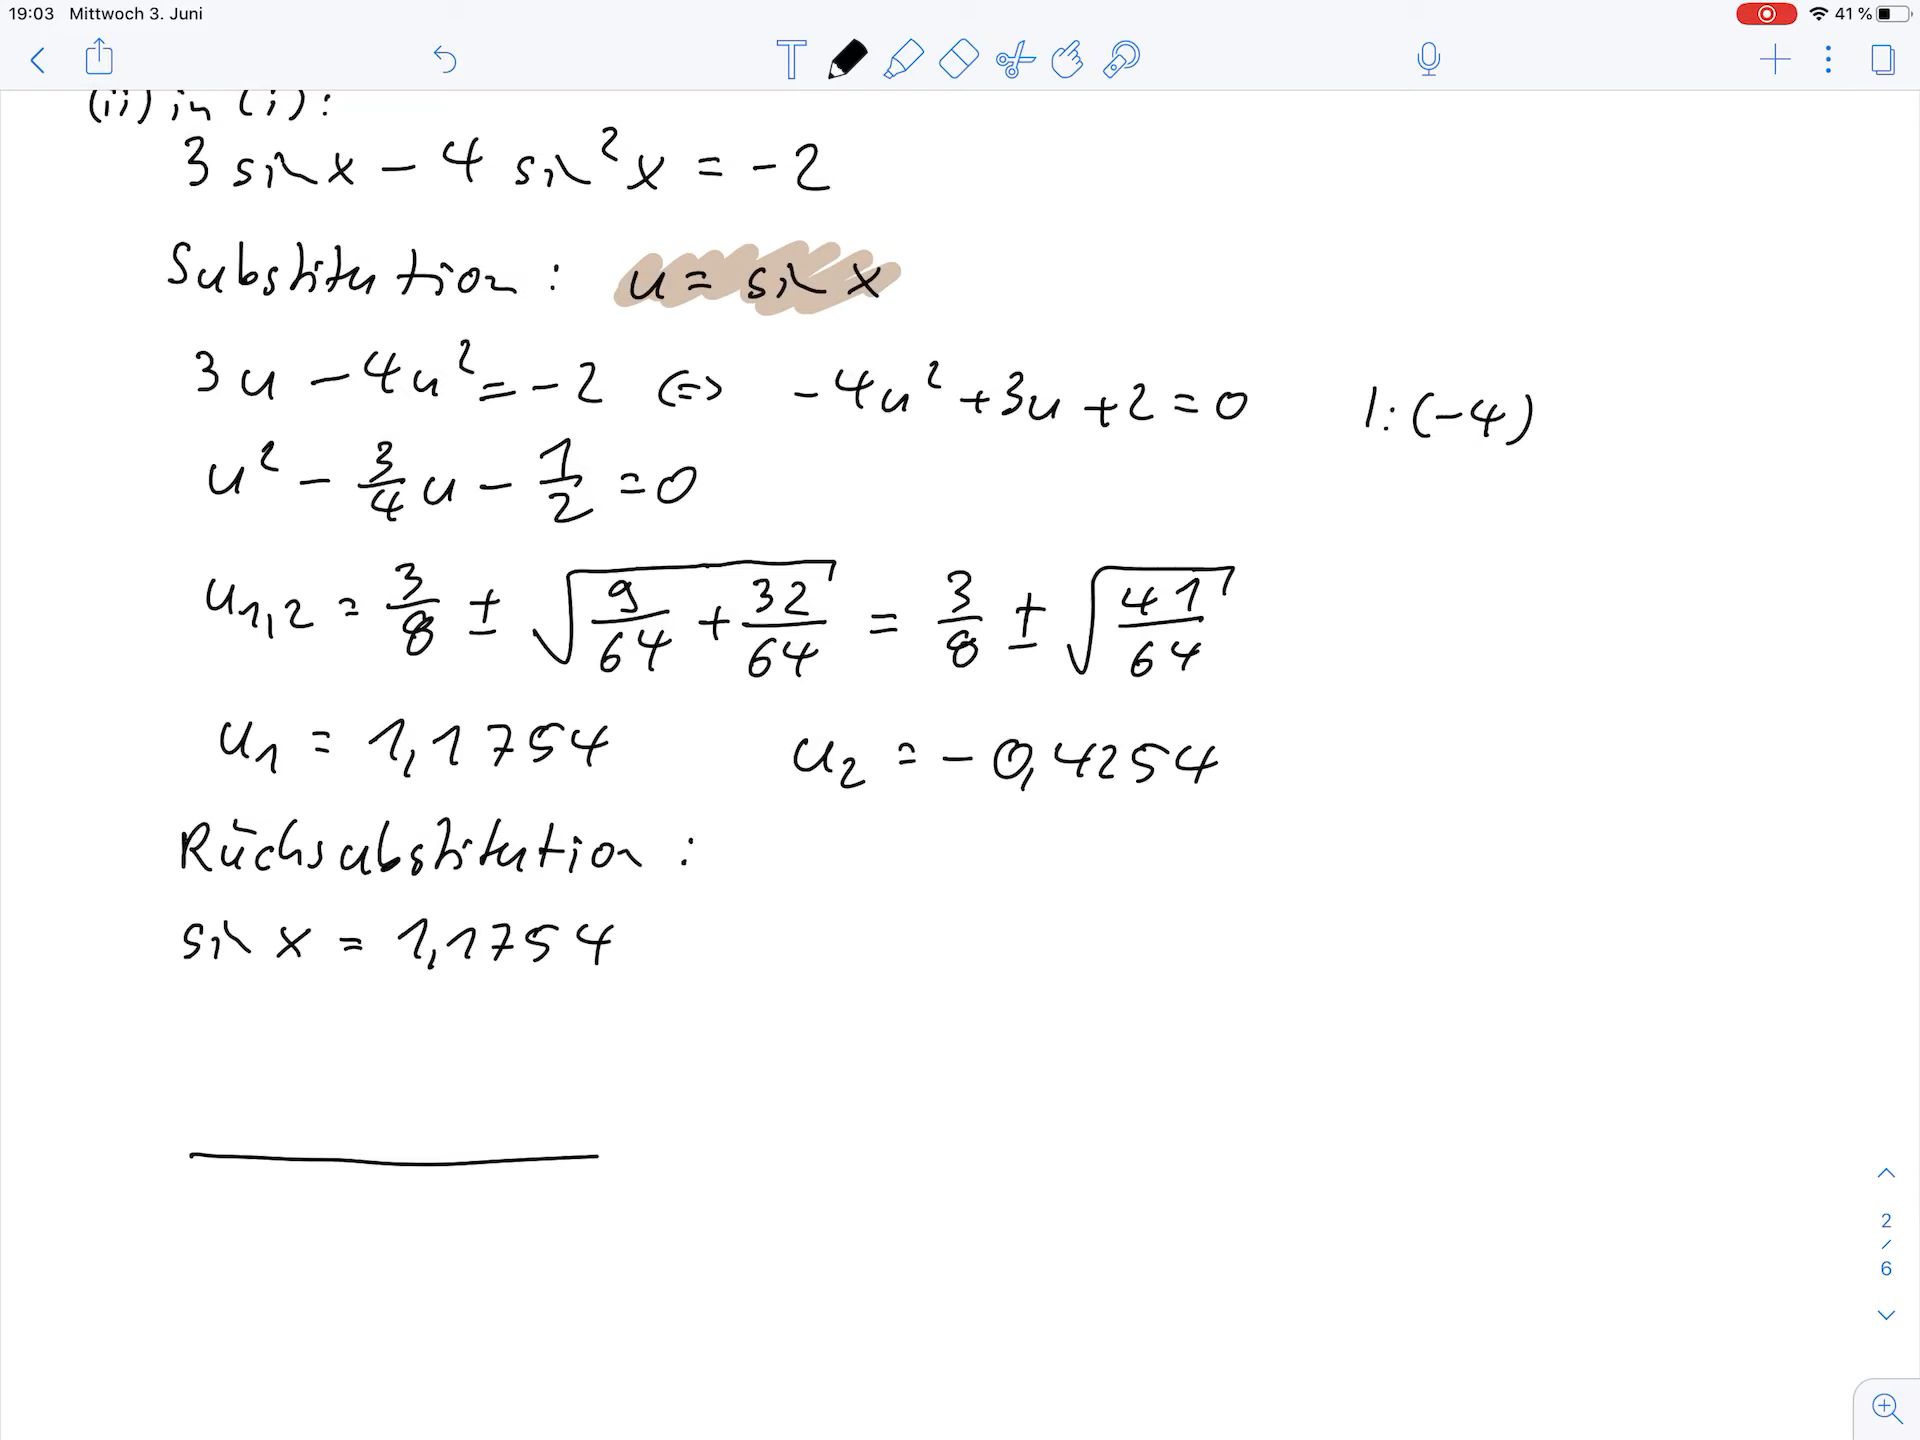 19:03 Mittwoch 3. Juni 41 %
T
(ii) in (i):
3 sin x − 4 sin² x = −2
Substitution: u = sin x
3u − 4u² = −2 <=> −4u² + 3u + 2 = 0 |:(−4)
u² − 3/4 u − 1/2 = 0
u1,2 = 3/8 ± √(9/64 + 32/64) = 3/8 ± √(41/64)
u1 = 1,1754 u2 = −0,4254
Rücksubstitution:
sin x = 1,1754
2
/
6